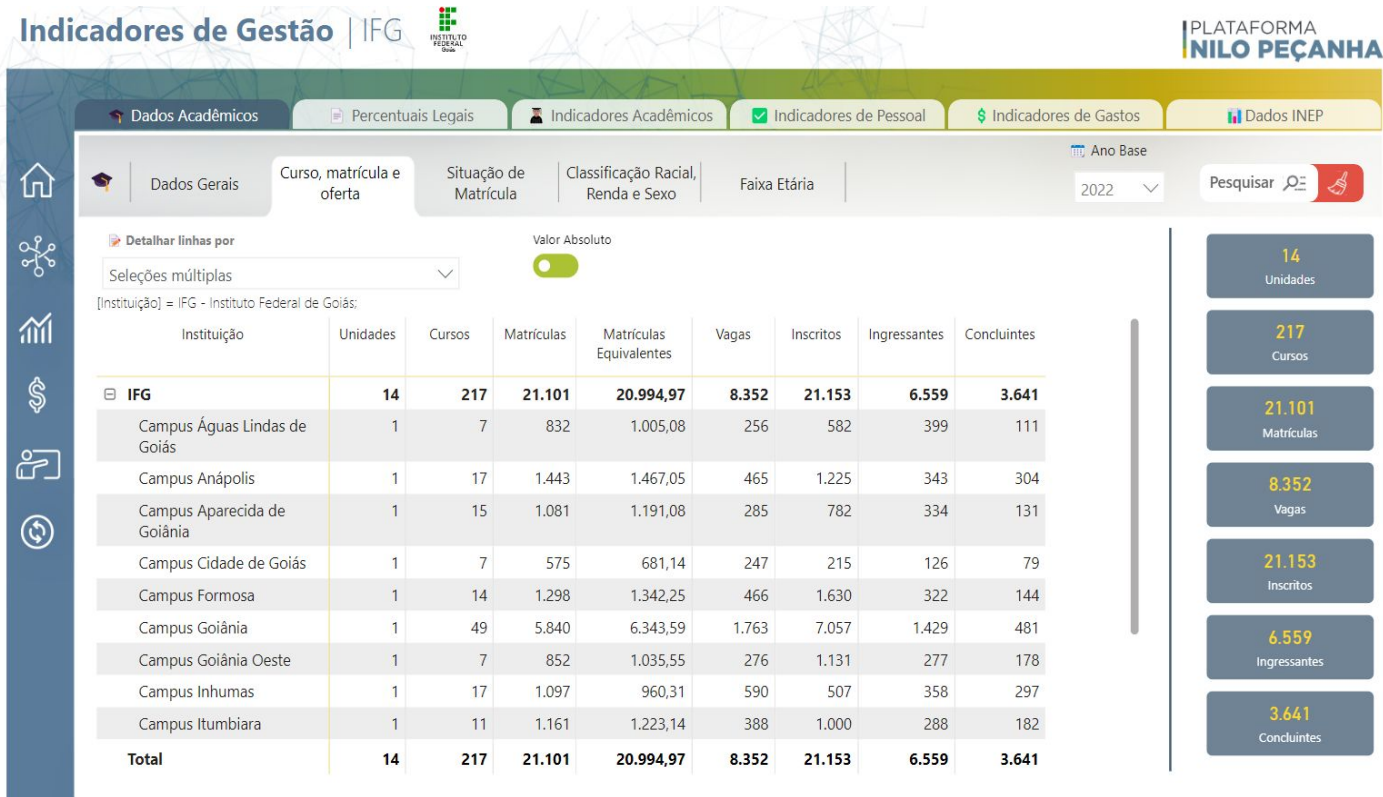 Indicadores de Gestão | IFG
INSTITUTO
FEDERAL
Goiás
PLATAFORMA
NILO PEÇANHA
Dados Acadêmicos
Percentuais Legais
Indicadores Acadêmicos
Indicadores de Pessoal
$ Indicadores de Gastos
Dados INEP
Dados Gerais
Curso, matrícula e
oferta
Situação de
Matrícula
Classificação Racial,
Renda e Sexo
Faixa Etária
Ano Base
2022
Pesquisar
Detalhar linhas por
Seleções múltiplas
Valor Absoluto
[Instituição] = IFG - Instituto Federal de Goiás;
Instituição Unidades Cursos Matrículas Matrículas Equivalentes Vagas Inscritos Ingressantes Concluintes
IFG 14 217 21.101 20.994,97 8.352 21.153 6.559 3.641
Campus Águas Lindas de Goiás 1 7 832 1.005,08 256 582 399 111
Campus Anápolis 1 17 1.443 1.467,05 465 1.225 343 304
Campus Aparecida de Goiânia 1 15 1.081 1.191,08 285 782 334 131
Campus Cidade de Goiás 1 7 575 681,14 247 215 126 79
Campus Formosa 1 14 1.298 1.342,25 466 1.630 322 144
Campus Goiânia 1 49 5.840 6.343,59 1.763 7.057 1.429 481
Campus Goiânia Oeste 1 7 852 1.035,55 276 1.131 277 178
Campus Inhumas 1 17 1.097 960,31 590 507 358 297
Campus Itumbiara 1 11 1.161 1.223,14 388 1.000 288 182
Total 14 217 21.101 20.994,97 8.352 21.153 6.559 3.641
14
Unidades
217
Cursos
21.101
Matrículas
8.352
Vagas
21.153
Inscritos
6.559
Ingressantes
3.641
Concluintes